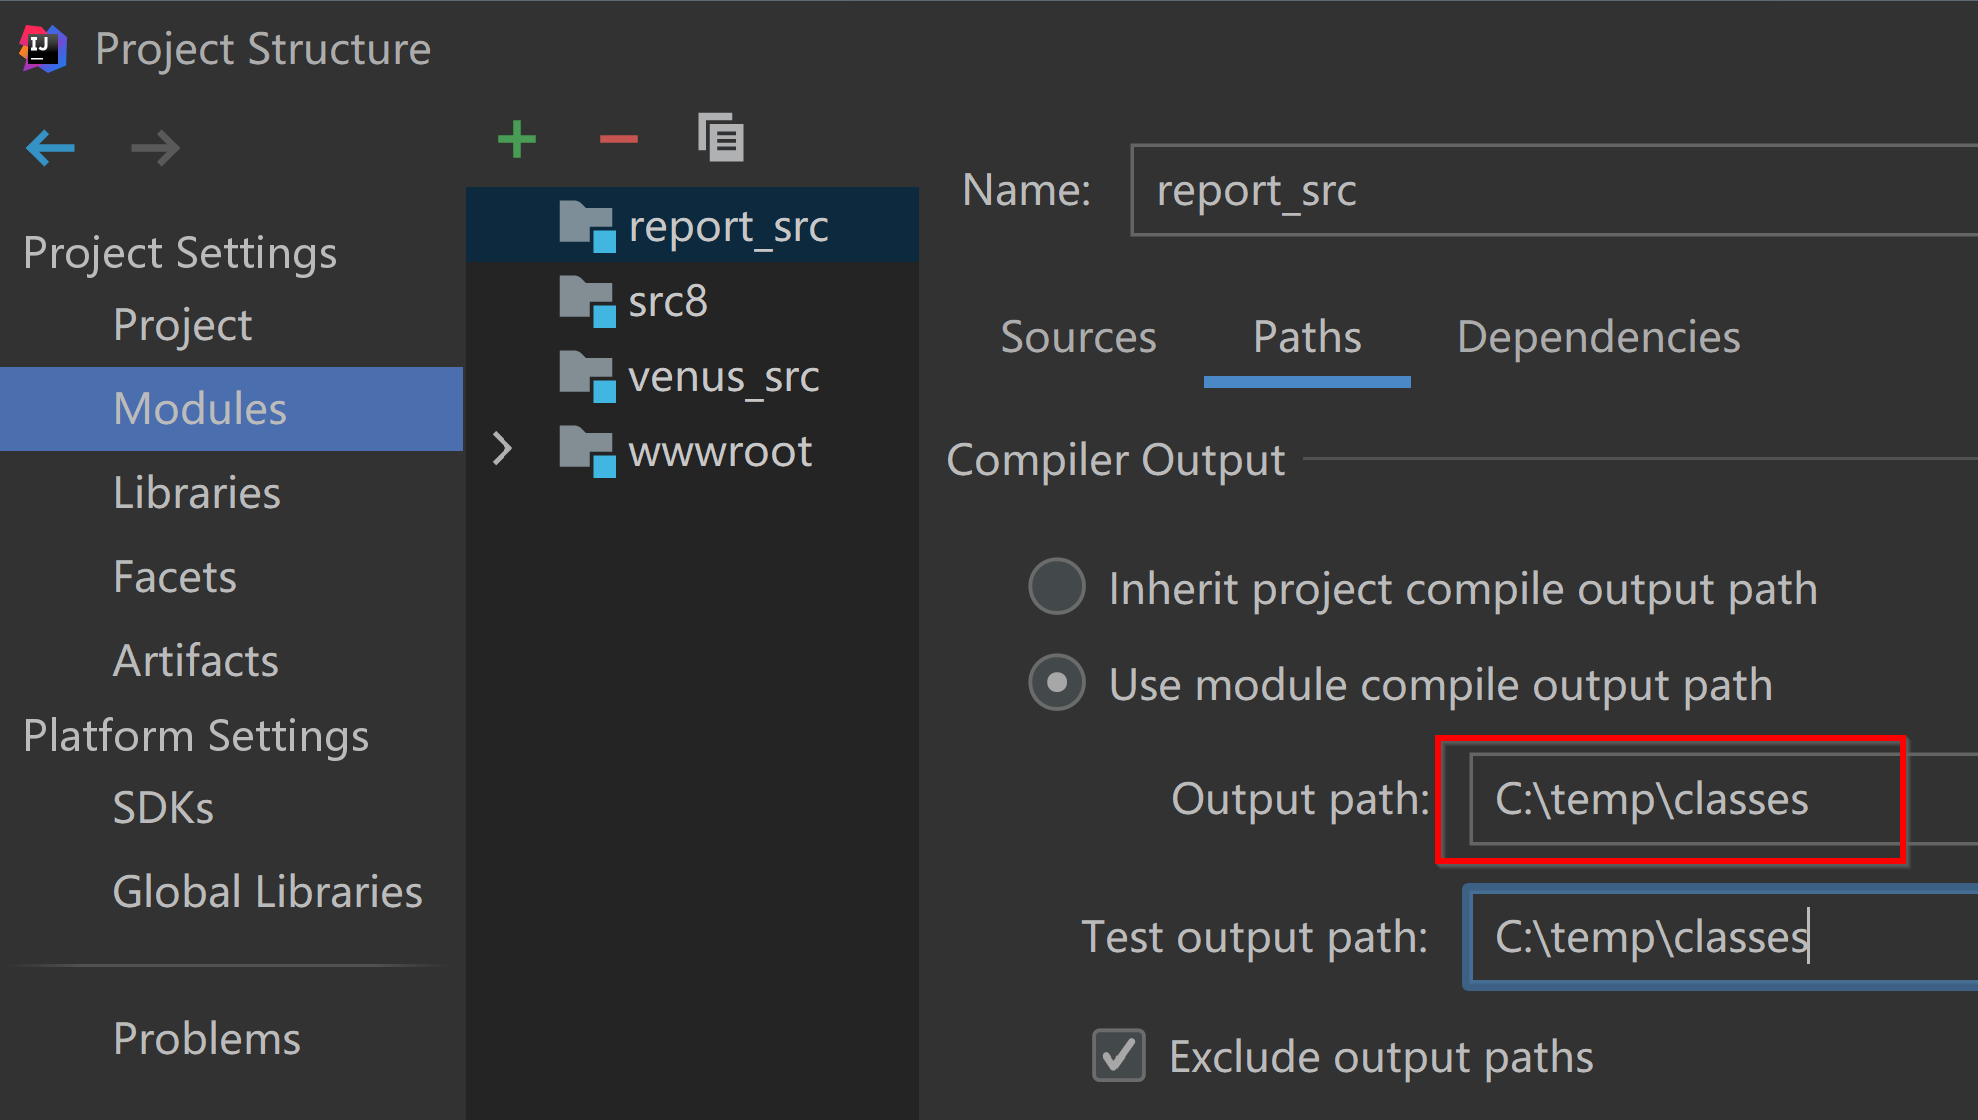 IJ
Project Structure
Project Settings
Project
Modules
Libraries
Facets
Artifacts
Platform Settings
SDKs
Global Libraries
Problems
report_src
src8
venus_src
wwwroot
Name: report_src
Sources Paths Dependencies
Compiler Output
Inherit project compile output path
Use module compile output path
Output path: C:\temp\classes
Test output path: C:\temp\classes
Exclude output paths